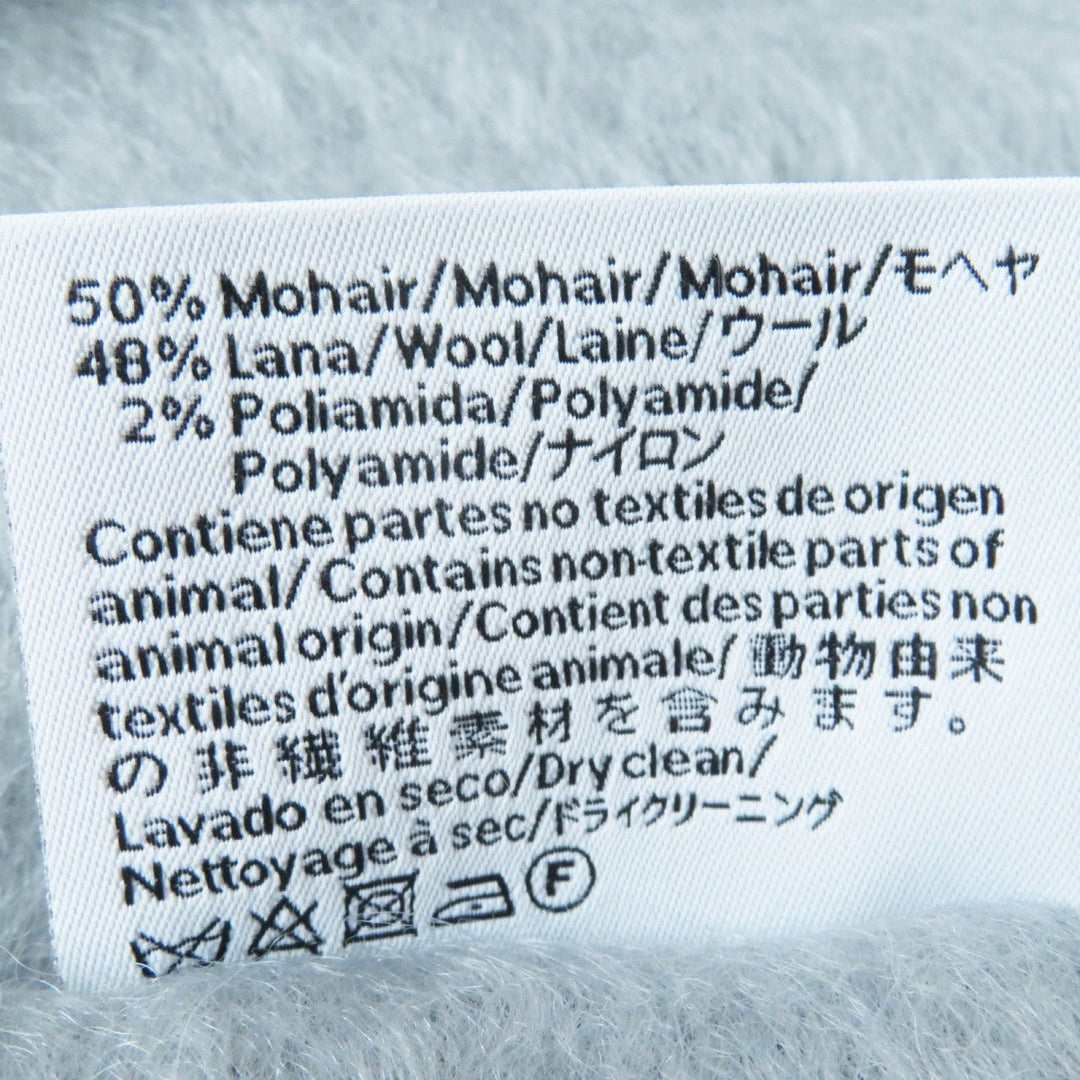 50% Mohair/Mohair/Mohair/モヘヤ
48% Lana/Wool/Laine/ウール
2% Poliamida/Polyamide/
Polyamide/ナイロン
Contiene partes no textiles de origen
animal/Contains non-textile parts of
animal origin/Contient des parties non
textiles d'origine animale/動物由来
の非繊維素材を含みます。
Lavado en seco/Dry clean/
Nettoyage à sec/ドライクリーニング
F